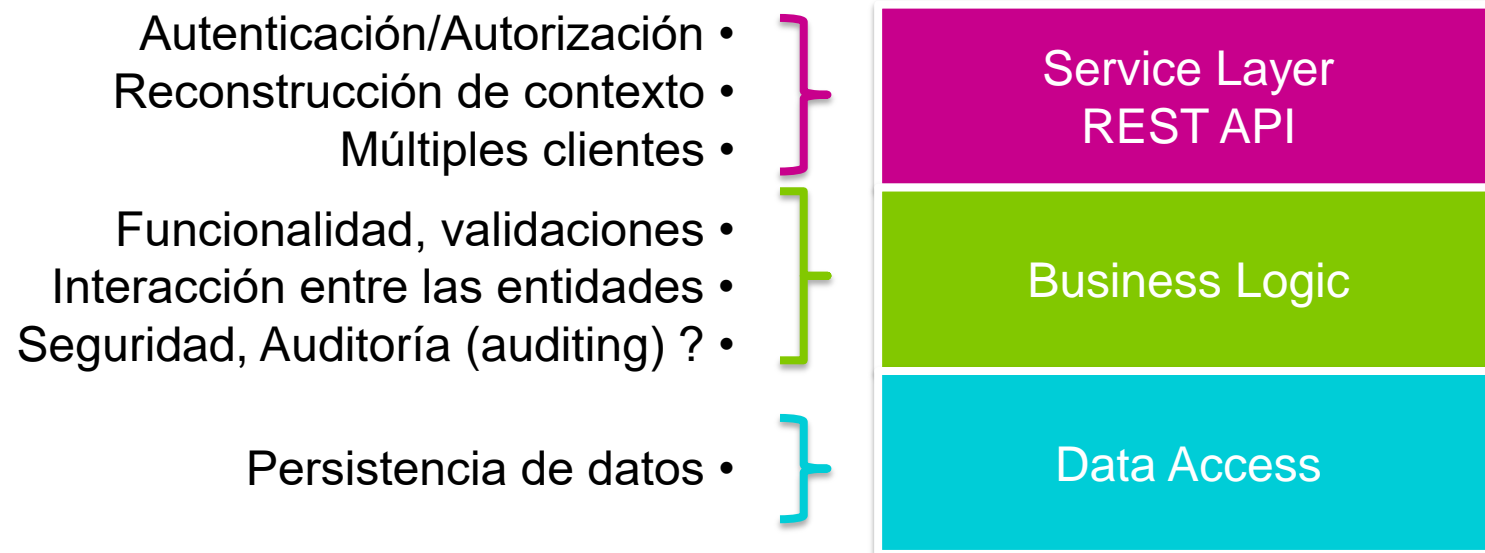 Autenticación/Autorización •
Reconstrucción de contexto •
Múltiples clientes •
Service Layer
REST API
Funcionalidad, validaciones •
Interacción entre las entidades •
Seguridad, Auditoría (auditing) ? •
Business Logic
Persistencia de datos •
Data Access